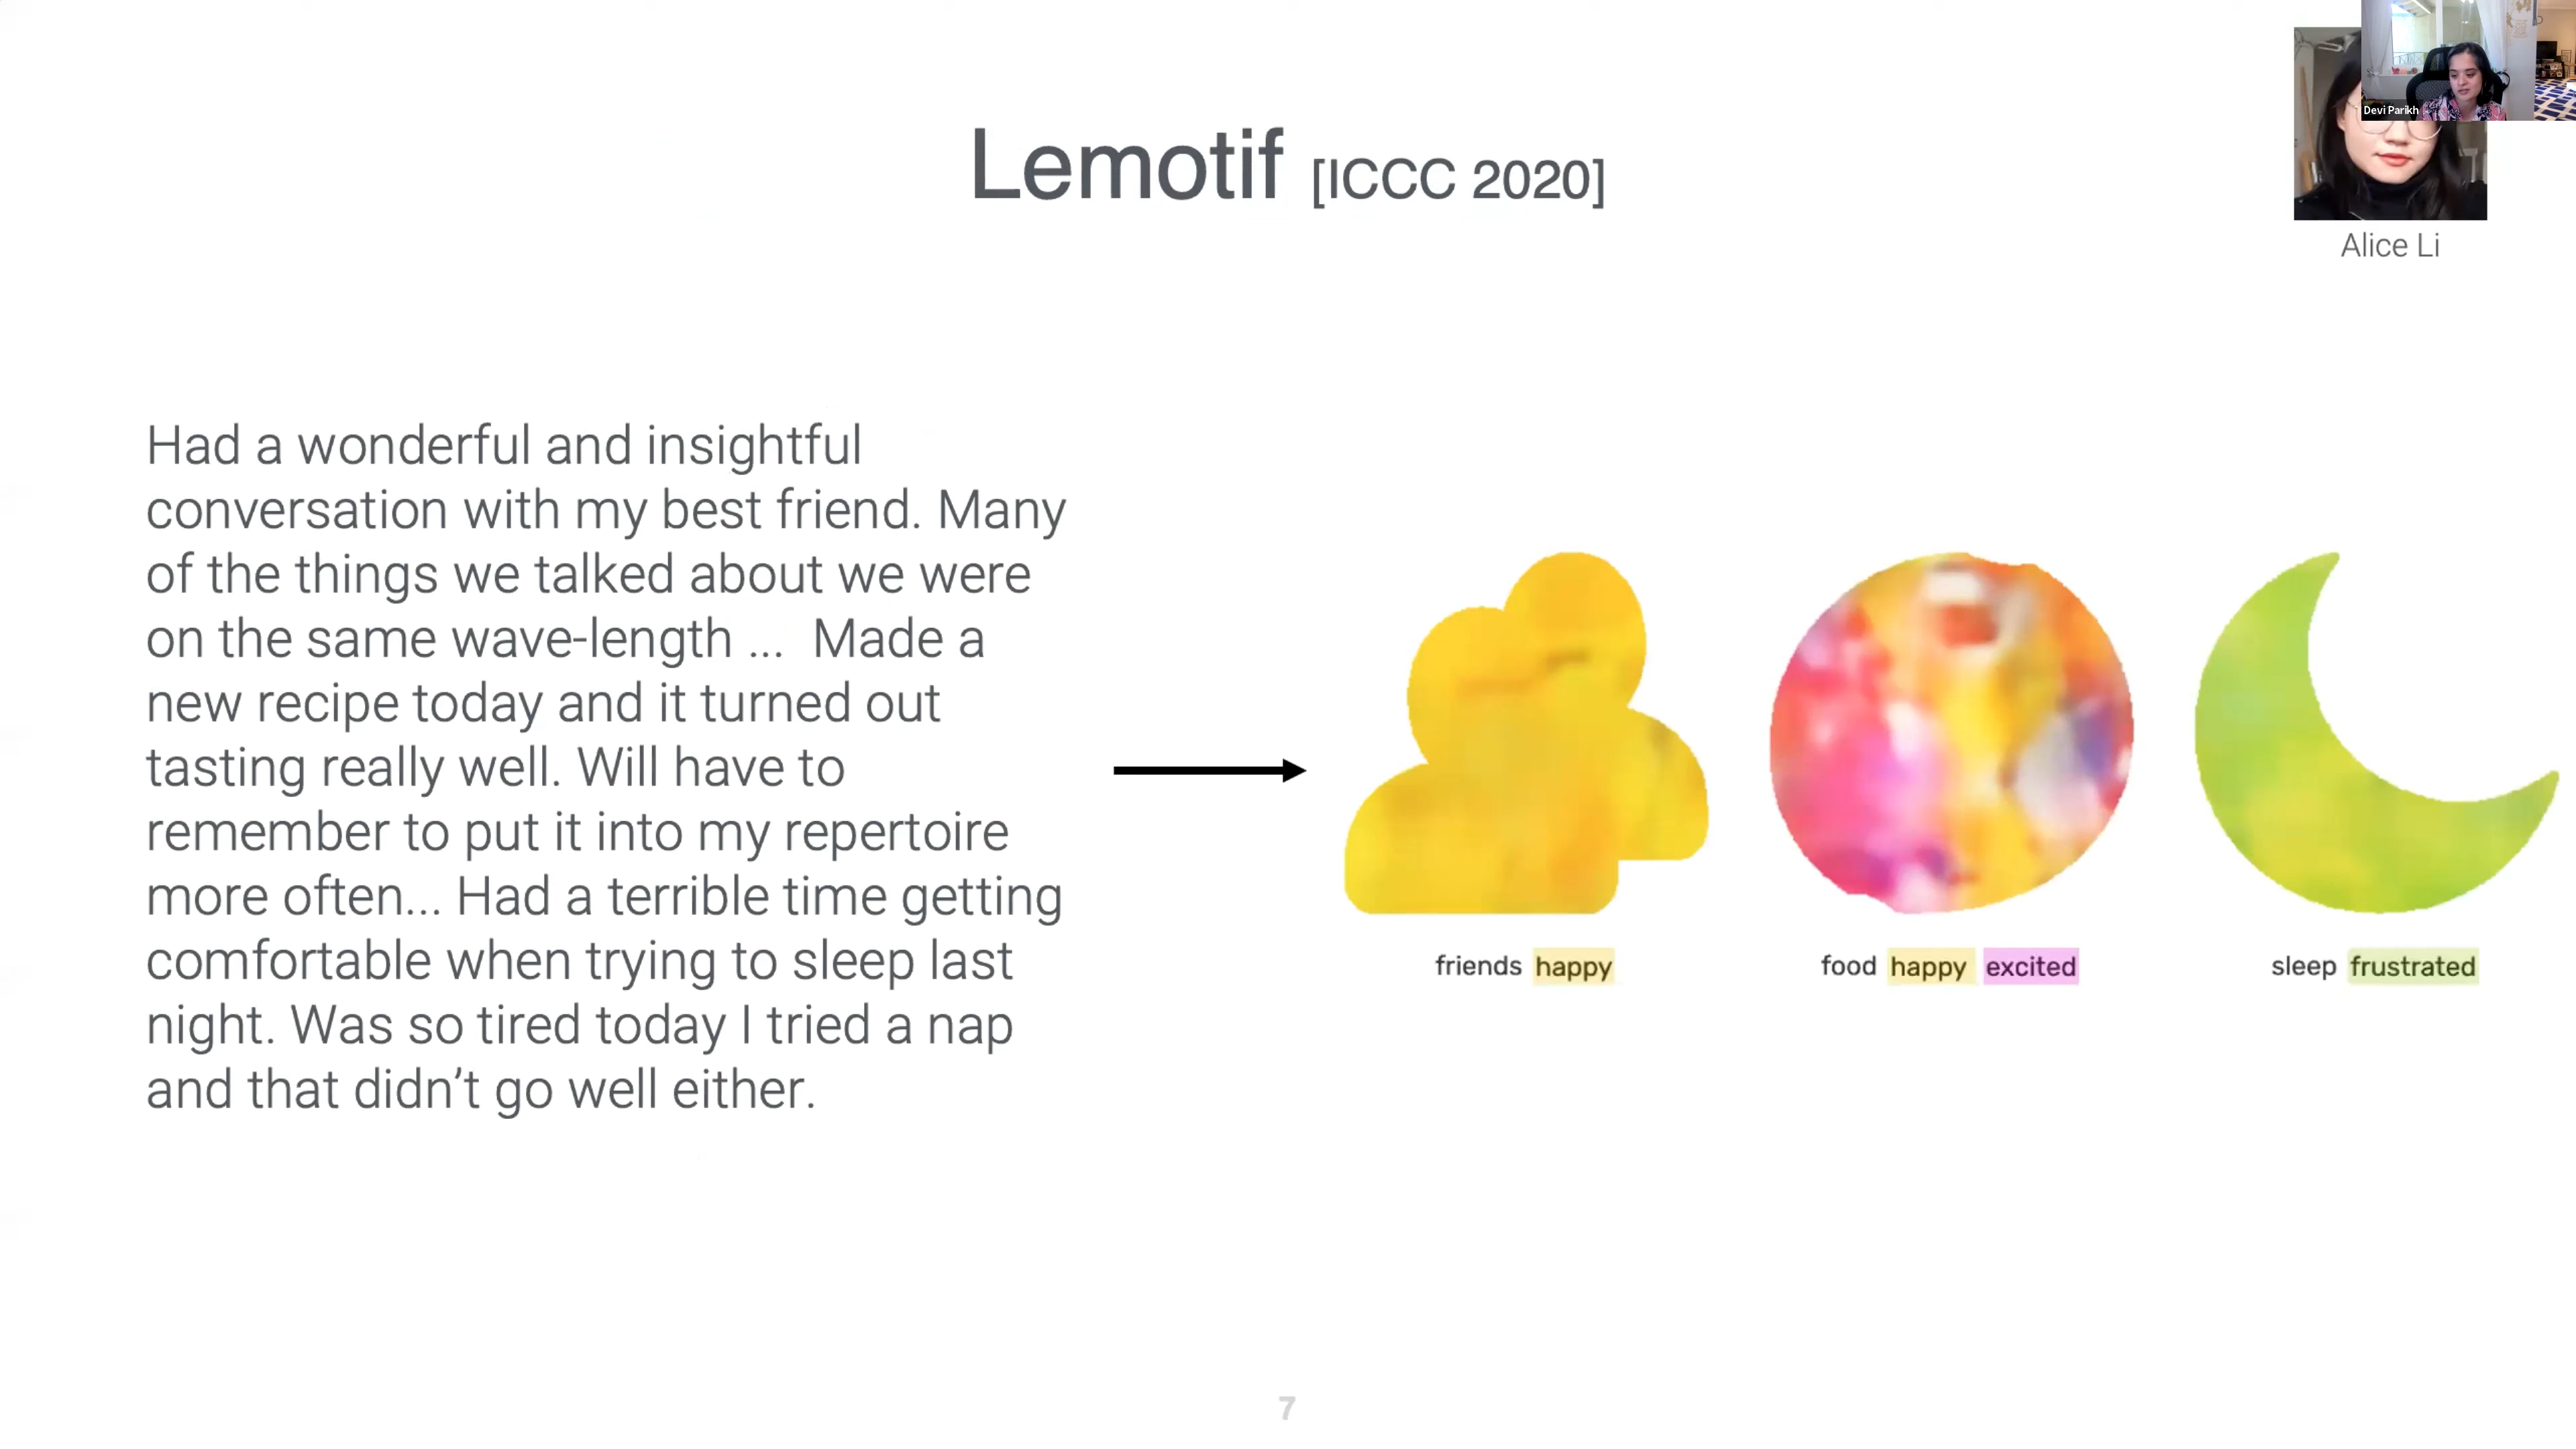 Devi Parikh
Lemotif [ICCC 2020]
Alice Li
Had a wonderful and insightful
conversation with my best friend. Many
of the things we talked about we were
on the same wave-length ...  Made a
new recipe today and it turned out
tasting really well. Will have to
remember to put it into my repertoire
more often... Had a terrible time getting
comfortable when trying to sleep last
night. Was so tired today I tried a nap
and that didn’t go well either.
friends happy
food happy excited
sleep frustrated
7